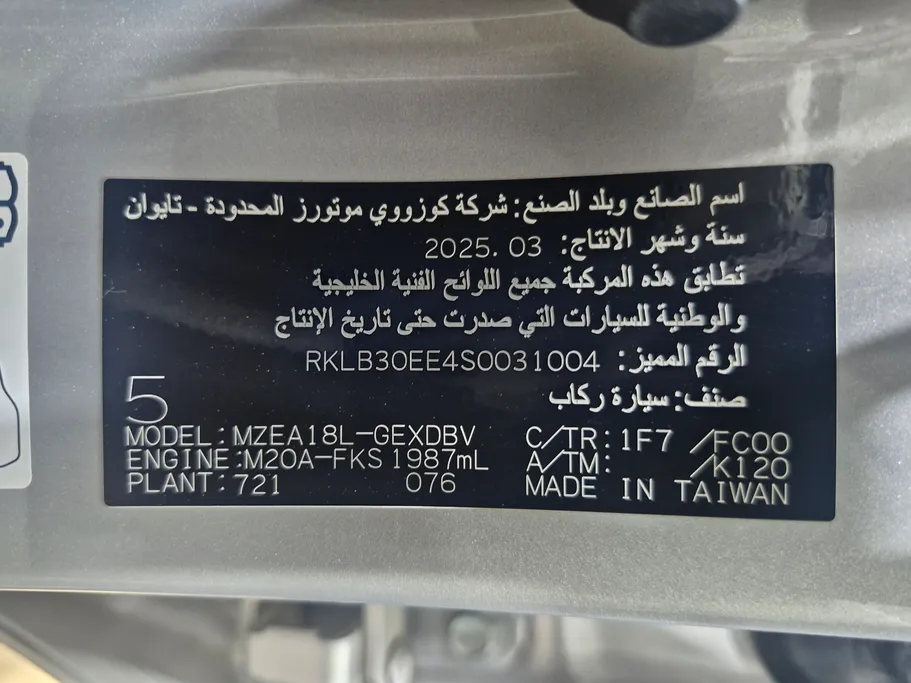 اسم الصانع وبلد الصنع: شركة كوزووي موتورز المحدودة - تايوان
سنة وشهر الانتاج: 2025. 03
تطابق هذه المركبة جميع اللوائح الفنية الخليجية
والوطنية للسيارات التي صدرت حتى تاريخ الإنتاج
الرقم المميز: RKLB30EE4S0031004
صنف: سيارة ركاب
5
MODEL:MZEA18L-GEXDBV C/TR:1F7 /FC00
ENGINE:M20A-FKS 1987mL A/TM: /K120
PLANT:721 076 MADE IN TAIWAN